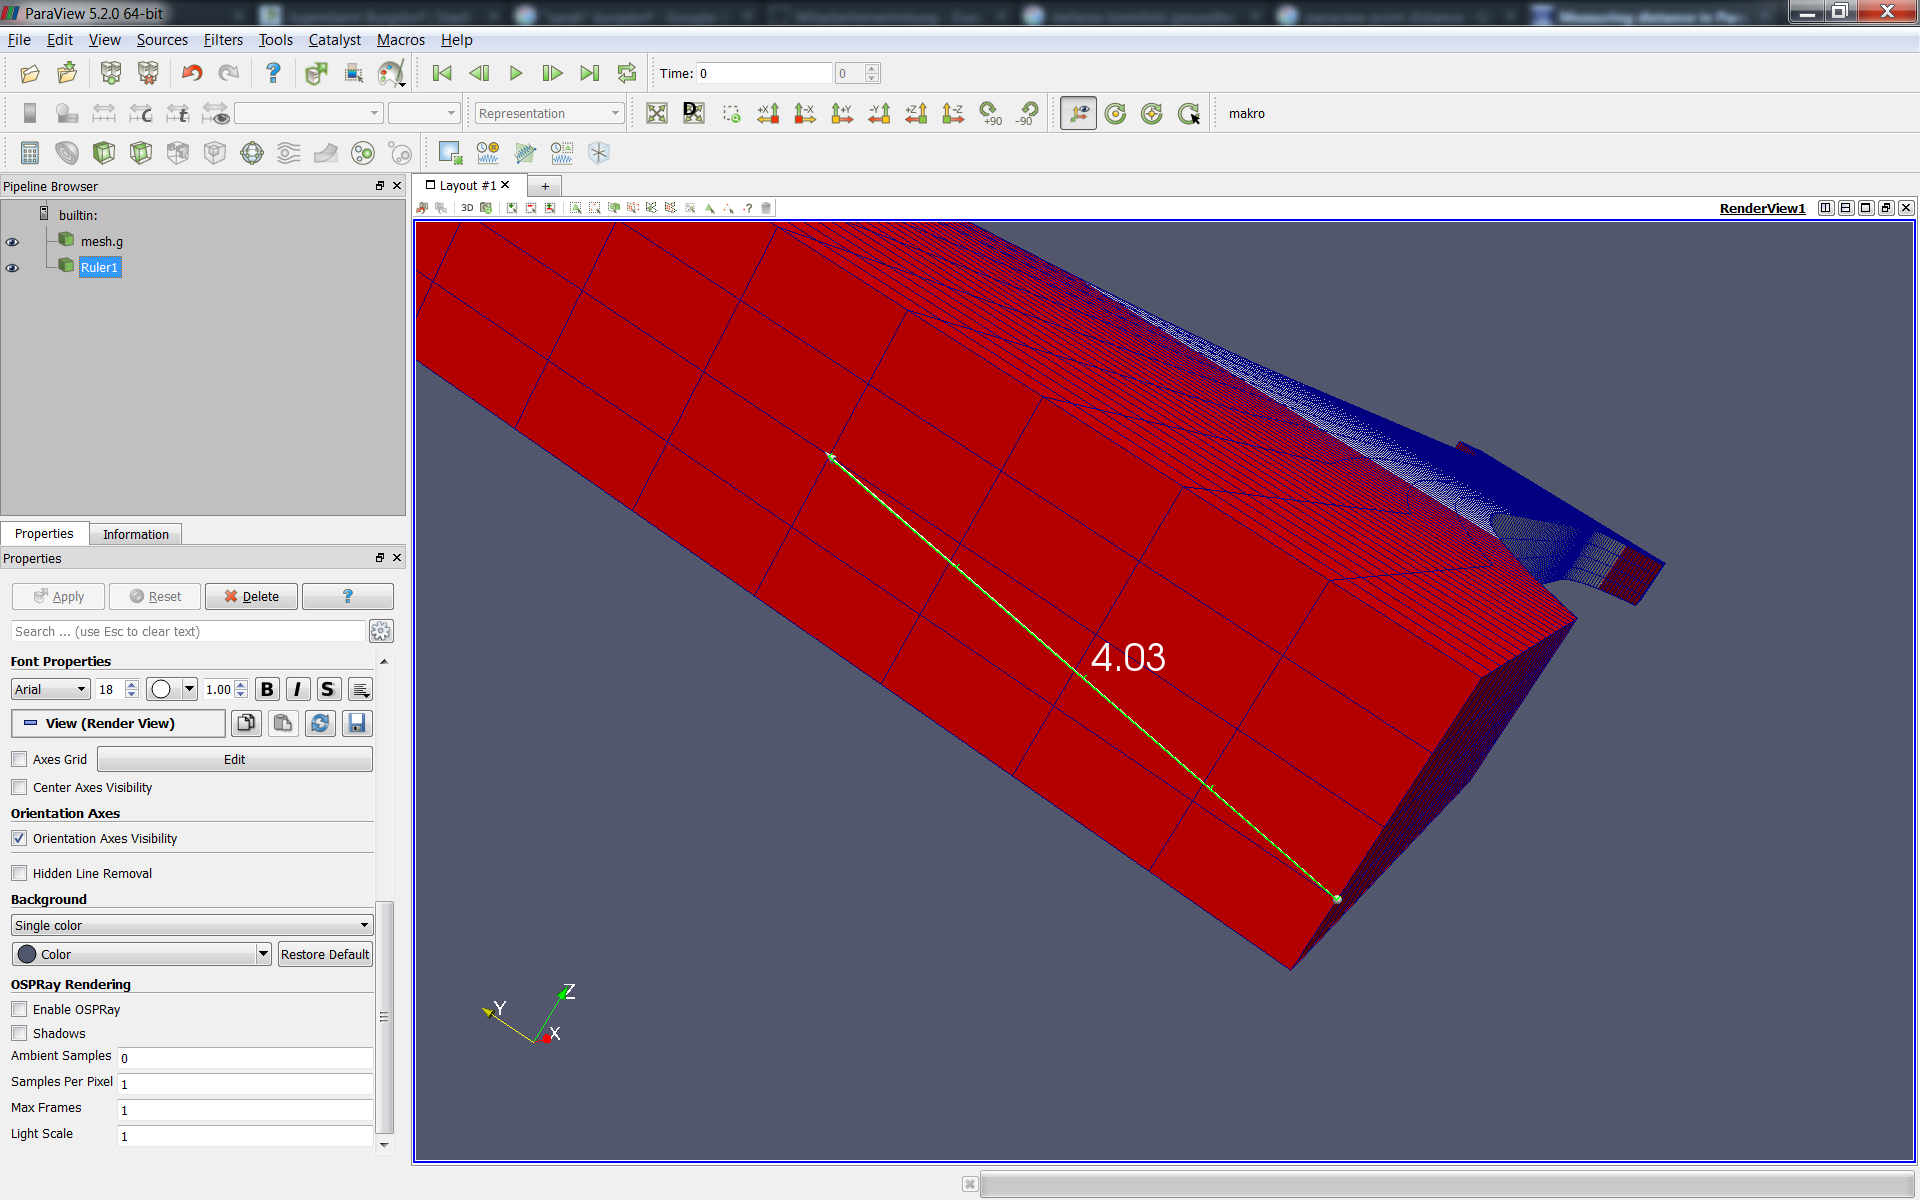 ParaView 5.2.0 64-bit
File Edit View Sources Filters Tools Catalyst Macros Help
Time: 0 0
Representation +X -X +Y -Y +Z -Z +90 -90 makro
Pipeline Browser
Layout #1
builtin:
3D
RenderView1
mesh.g
Ruler1
Properties Information
Properties
Apply Reset Delete ?
Search ... (use Esc to clear text)
Font Properties
Arial 18 1.00 B I S
View (Render View)
Axes Grid Edit
Center Axes Visibility
Orientation Axes
Orientation Axes Visibility
Hidden Line Removal
Background
Single color
Color Restore Default
OSPRay Rendering
Enable OSPRay
Shadows
Ambient Samples 0
Samples Per Pixel 1
Max Frames 1
Light Scale 1
4.03
Z
Y
X